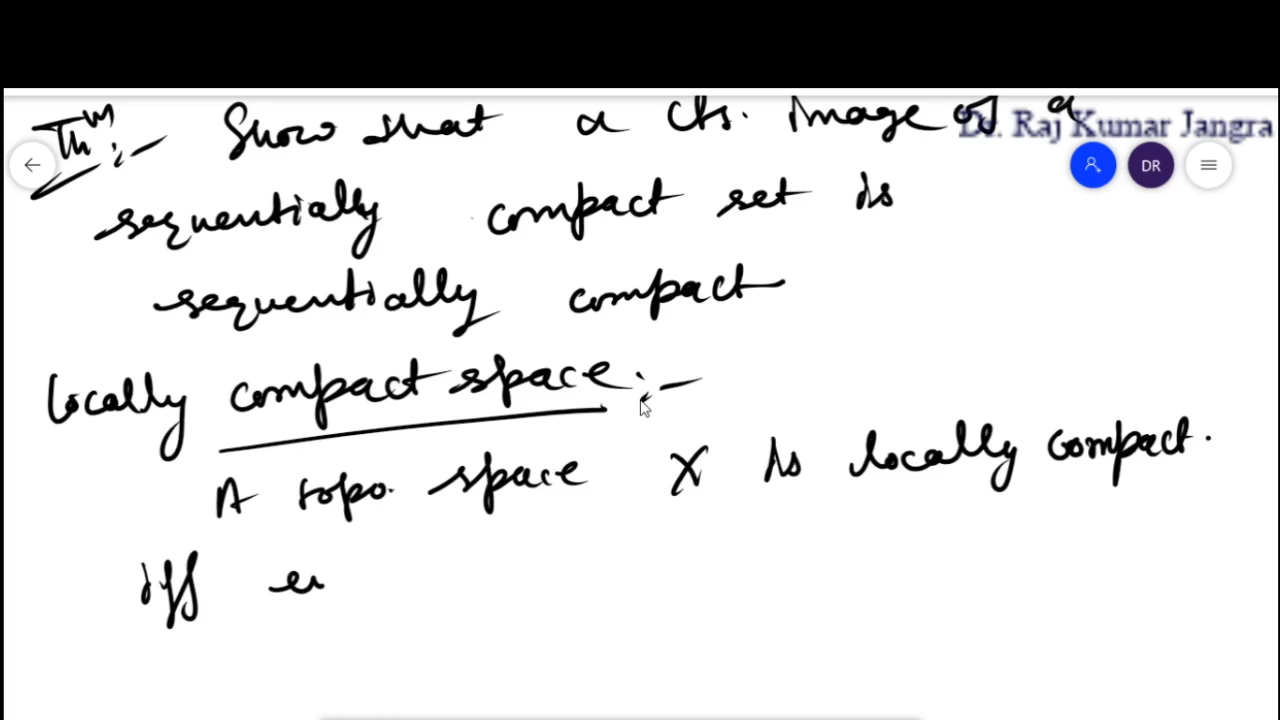 Thm :- Show that a cts. image of a
Dr. Raj Kumar Jangra
DR
sequentially compact set is
sequentially compact
locally compact space :-
A topo. space X is locally compact.
iff